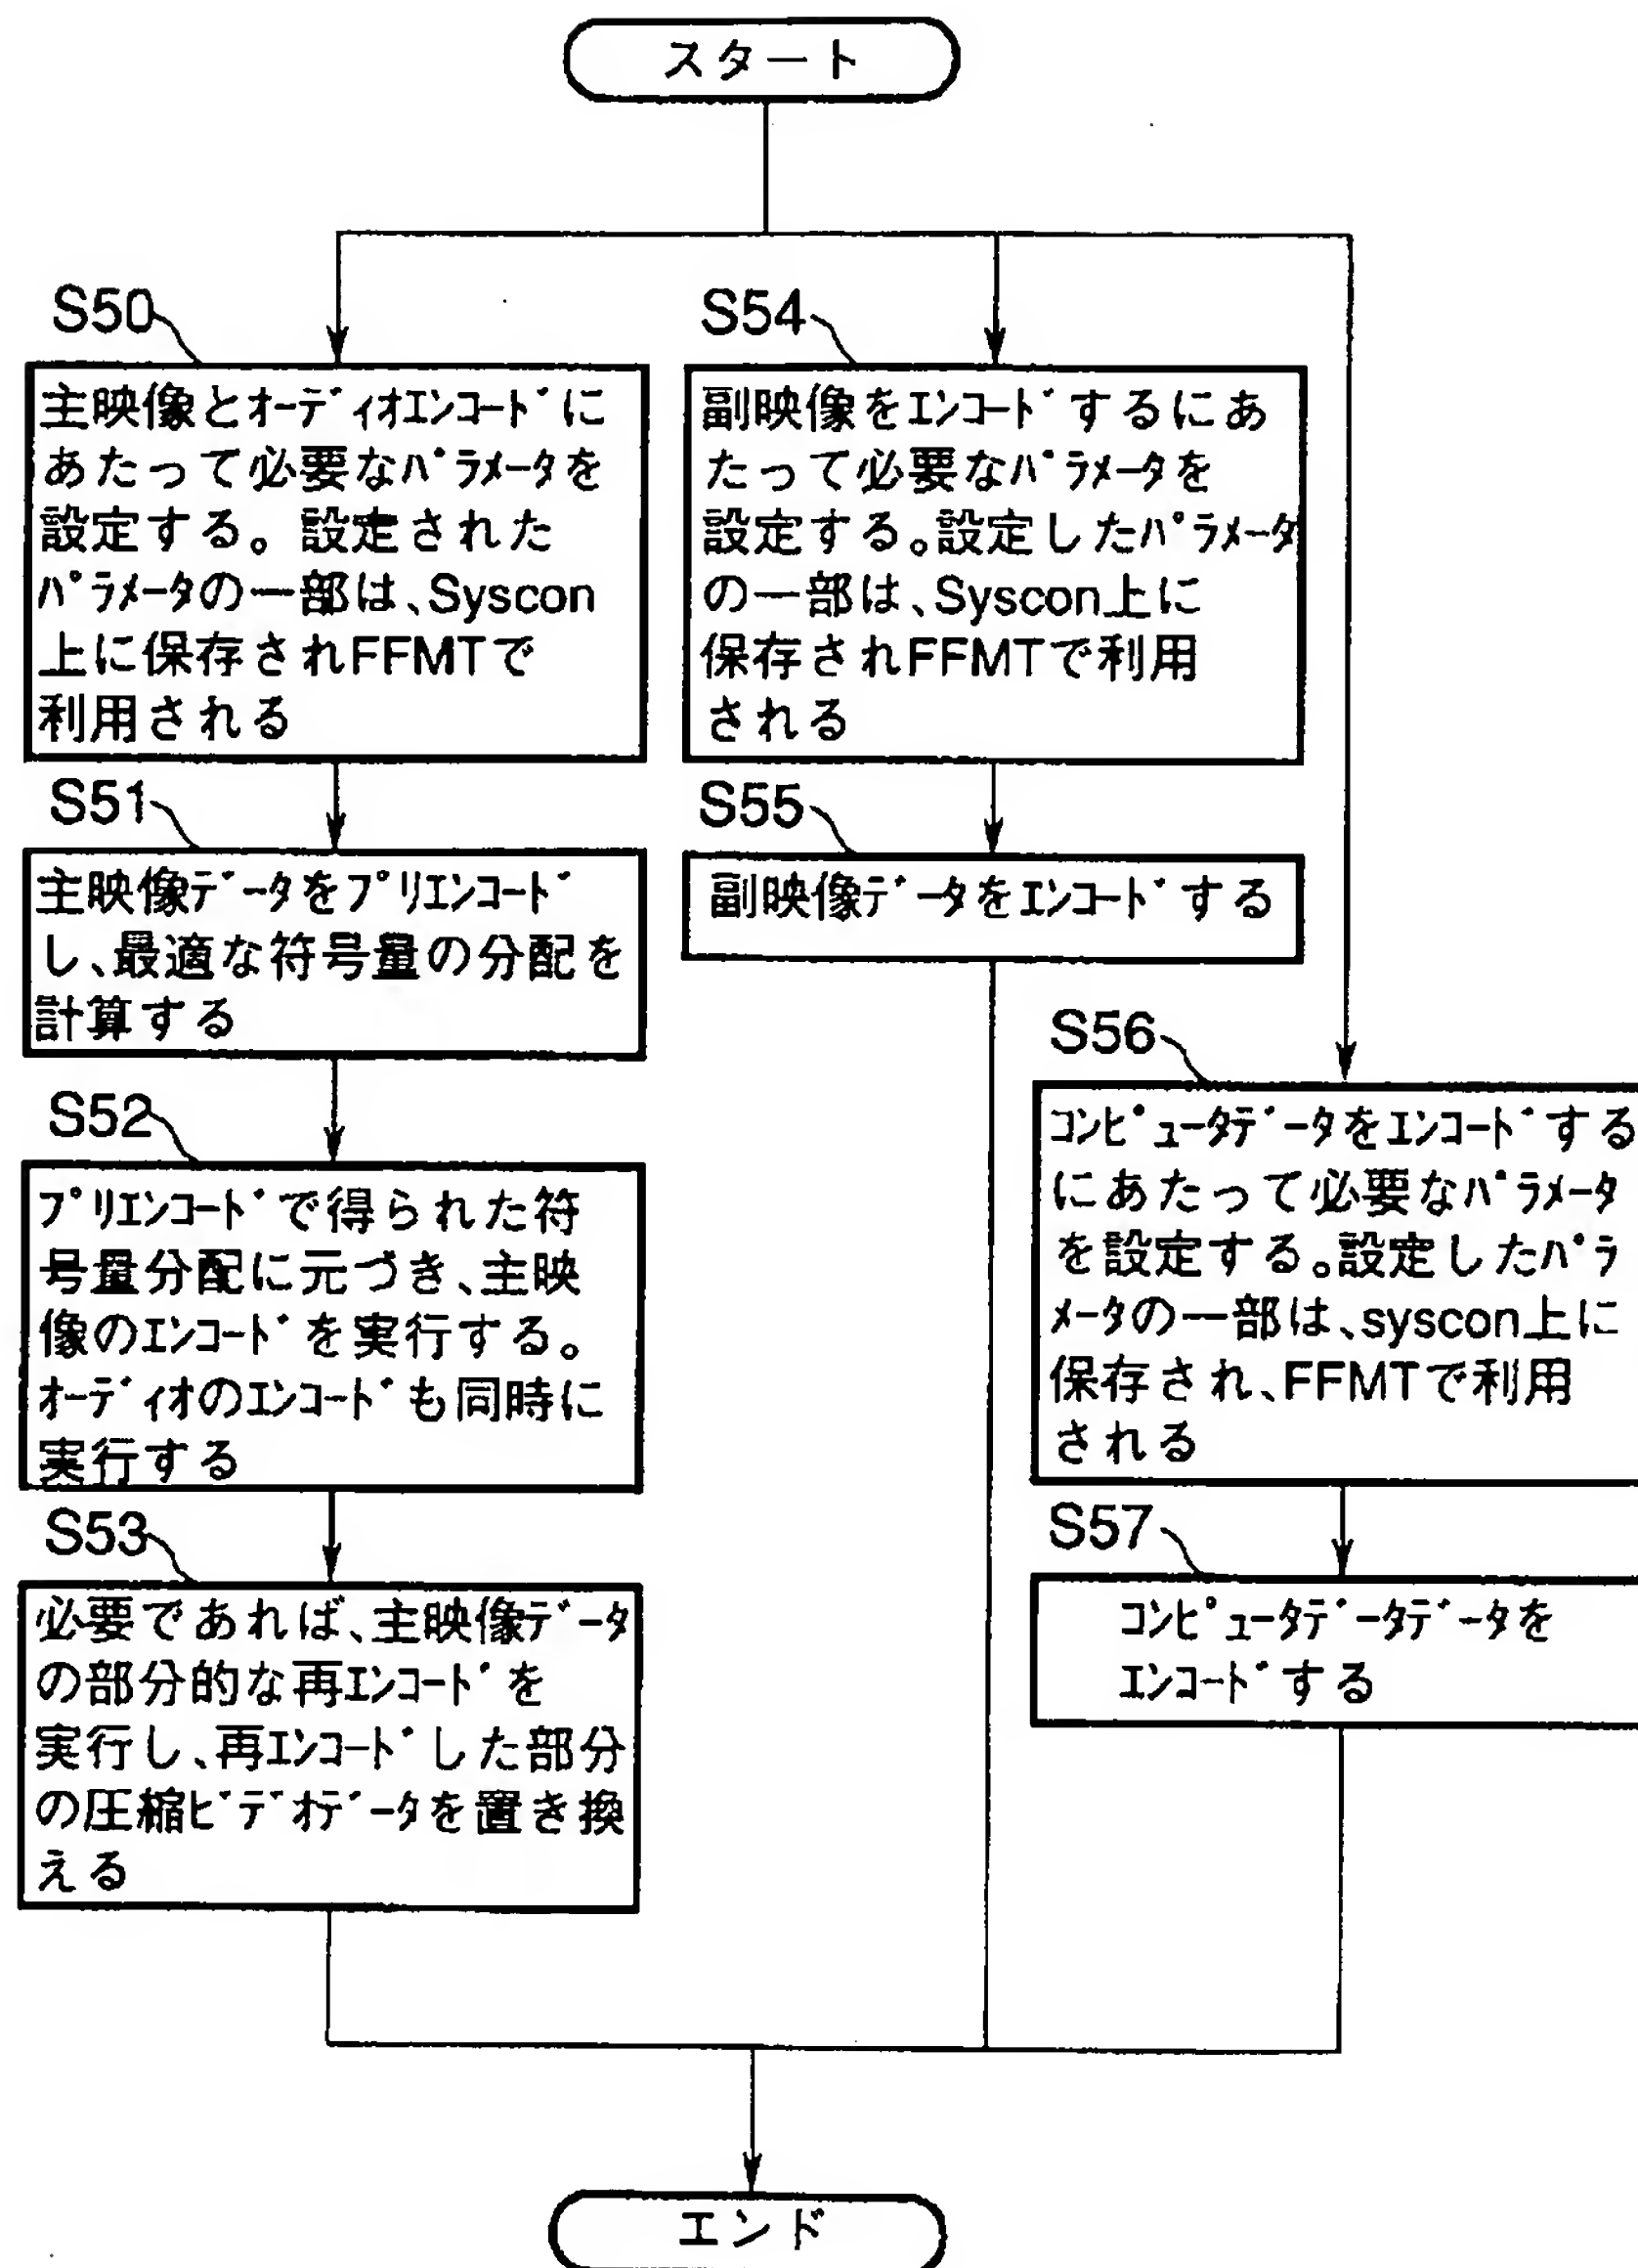 スタート
S50
主映像とｵｰﾃﾞｨｵｴﾝｺｰﾄﾞに
あたって必要なﾊﾟﾗﾒｰﾀを
設定する。設定された
ﾊﾟﾗﾒｰﾀの一部は、Syscon
上に保存されFFMTで
利用される
S51
主映像ﾃﾞｰﾀをﾌﾟﾘｴﾝｺｰﾄﾞ
し、最適な符号量の分配を
計算する
S52
ﾌﾟﾘｴﾝｺｰﾄﾞで得られた符
号量分配に元づき、主映
像のｴﾝｺｰﾄﾞを実行する。
ｵｰﾃﾞｨｵのｴﾝｺｰﾄﾞも同時に
実行する
S53
必要であれば、主映像ﾃﾞｰﾀ
の部分的な再ｴﾝｺｰﾄﾞを
実行し、再ｴﾝｺｰﾄﾞした部分
の圧縮ﾋﾞﾃﾞｵﾃﾞｰﾀを置き換
える
S54
副映像をｴﾝｺｰﾄﾞするにあ
たって必要なﾊﾟﾗﾒｰﾀを
設定する。設定したﾊﾟﾗﾒｰﾀ
の一部は、Syscon上に
保存されFFMTで利用
される
S55
副映像ﾃﾞｰﾀをｴﾝｺｰﾄﾞする
S56
ｺﾝﾋﾟｭｰﾀﾃﾞｰﾀをｴﾝｺｰﾄﾞする
にあたって必要なﾊﾟﾗﾒｰﾀ
を設定する。設定したﾊﾟﾗ
ﾒｰﾀの一部は、syscon上に
保存され、FFMTで利用
される
S57
ｺﾝﾋﾟｭｰﾀﾃﾞｰﾀﾃﾞｰﾀを
ｴﾝｺｰﾄﾞする
エンド